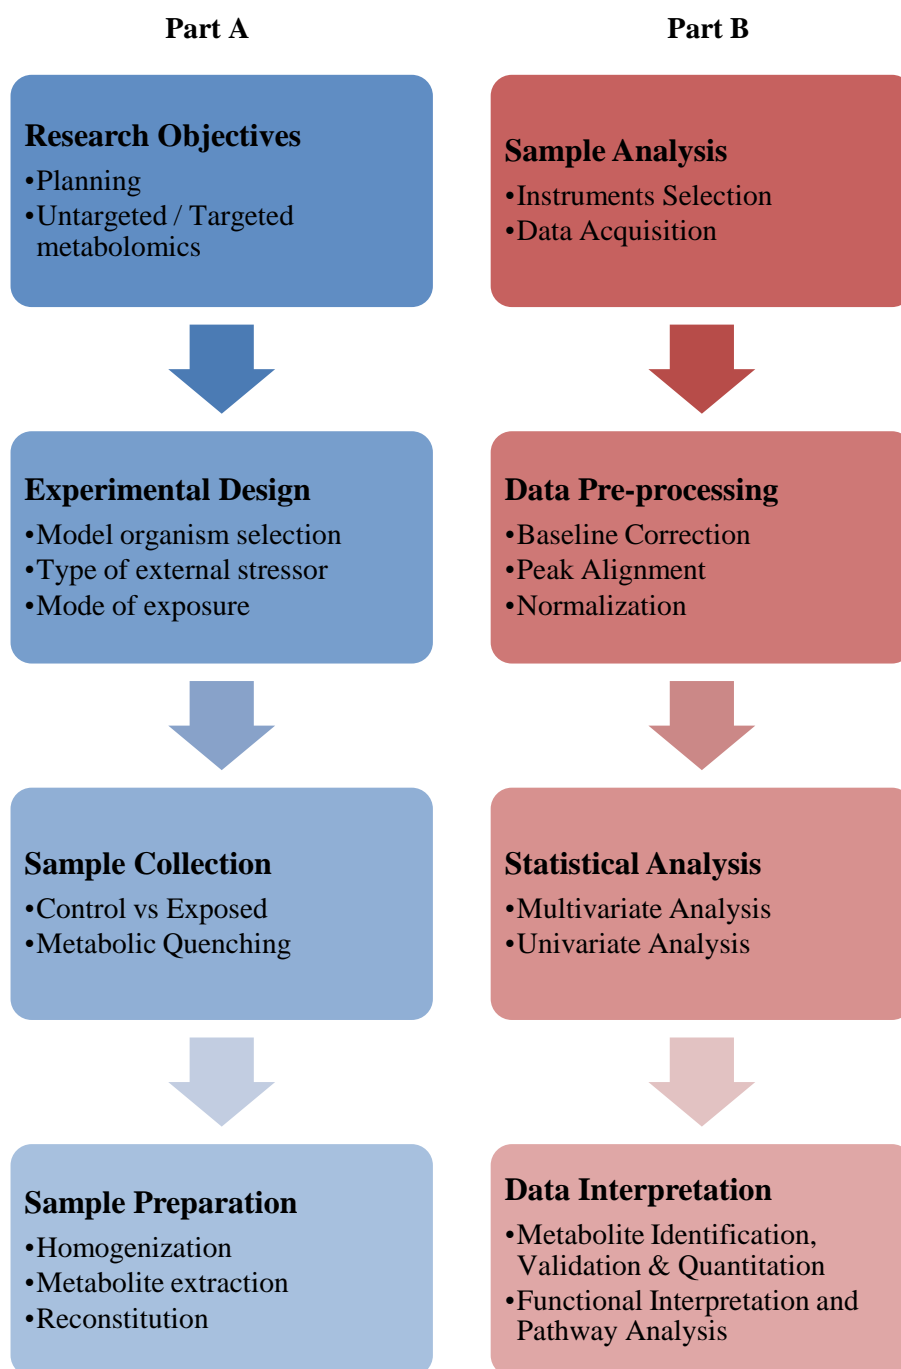 Part A
Research Objectives
•Planning
•Untargeted / Targeted
metabolomics
Experimental Design
•Model organism selection
•Type of external stressor
•Mode of exposure
Sample Collection
•Control vs Exposed
•Metabolic Quenching
Sample Preparation
•Homogenization
•Metabolite extraction
•Reconstitution
Part B
Sample Analysis
•Instruments Selection
•Data Acquisition
Data Pre-processing
•Baseline Correction
•Peak Alignment
•Normalization
Statistical Analysis
•Multivariate Analysis
•Univariate Analysis
Data Interpretation
•Metabolite Identification,
Validation & Quantitation
•Functional Interpretation and
Pathway Analysis